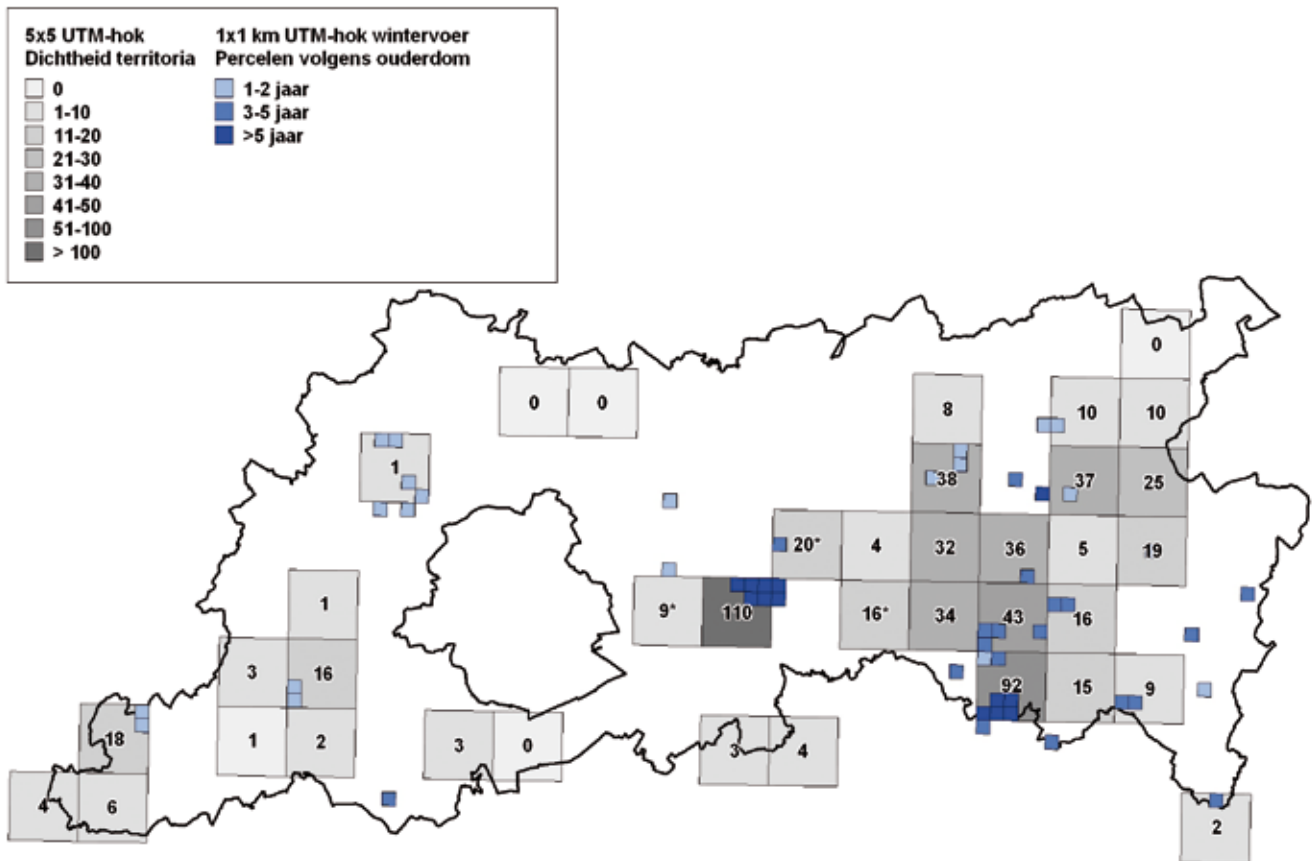 5x5 UTM-hok
Dichtheid territoria
0
1-10
11-20
21-30
31-40
41-50
51-100
> 100
1x1 km UTM-hok wintervoer
Percelen volgens ouderdom
1-2 jaar
3-5 jaar
>5 jaar
0
0 0
8 10 10
1
38 37 25
20* 4 32 36 5 19
1
9* 110 16* 34 43 16
3 16
92 15 9
18 1 2 3 0 3 4
4 6
2